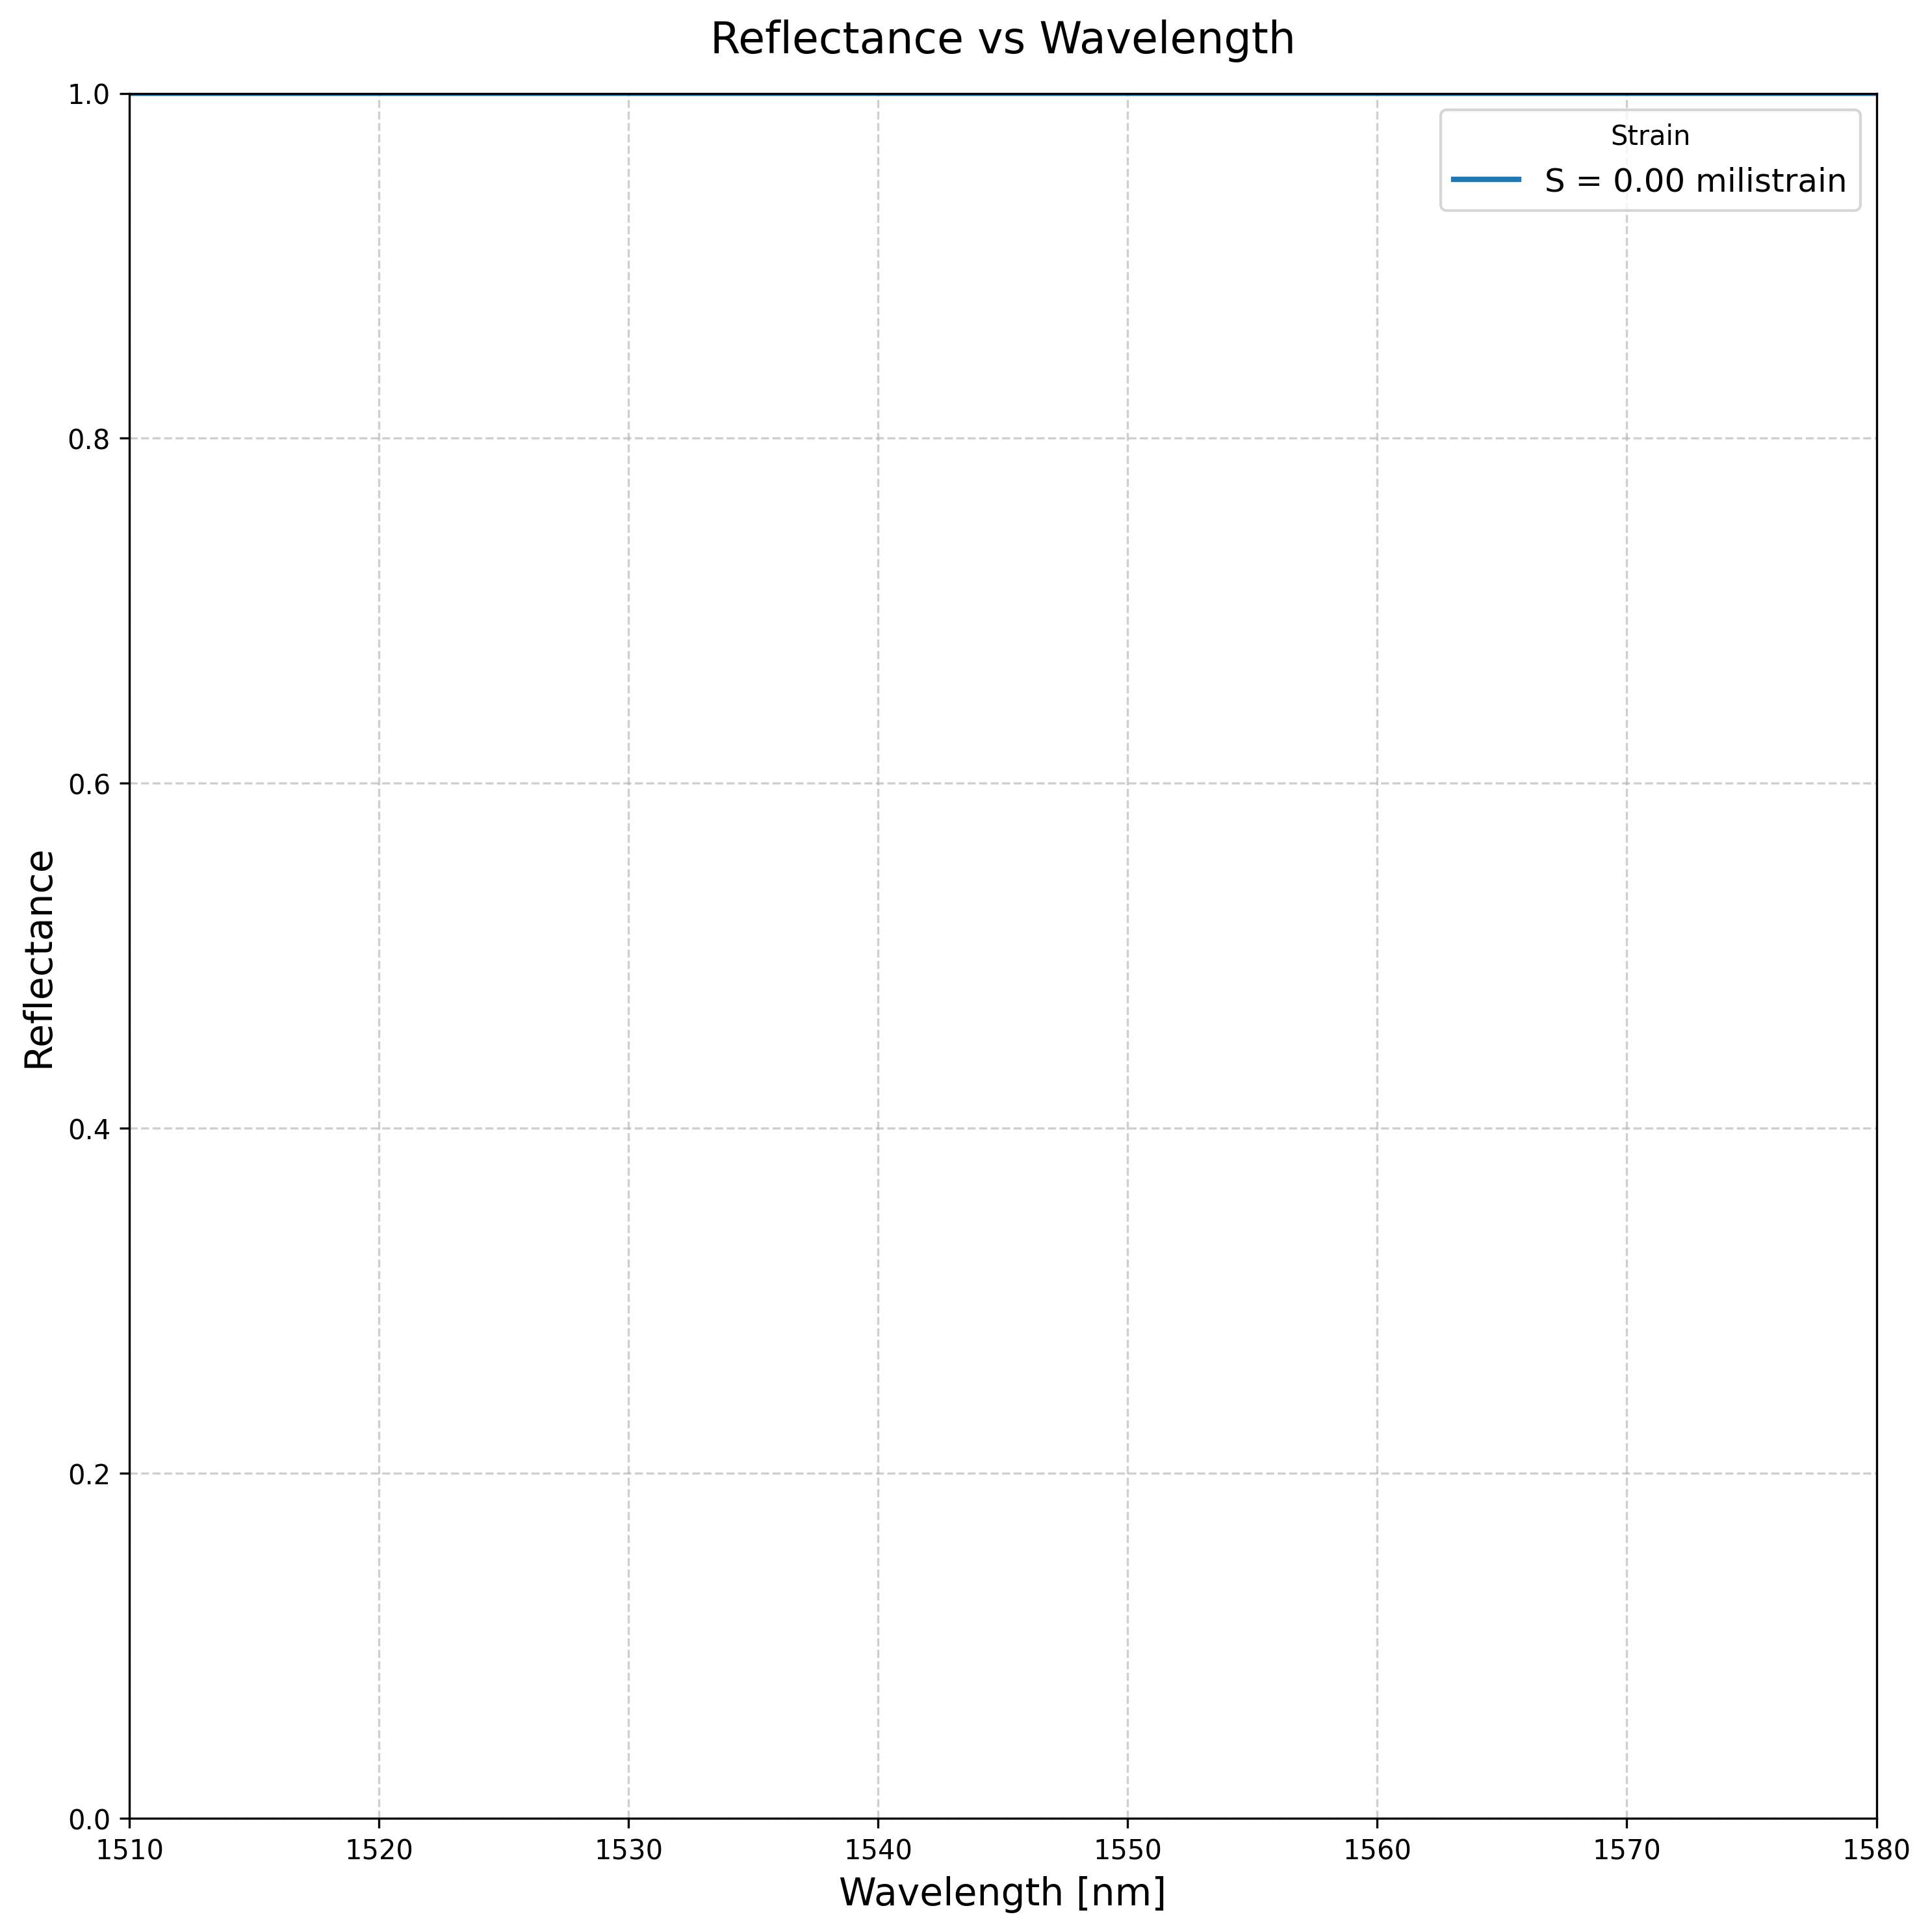 Reflectance vs Wavelength
1.0
0.8
0.6
0.4
0.2
0.0
Reflectance
Strain
S = 0.00 milistrain
1510 1520 1530 1540 1550 1560 1570 1580
Wavelength [nm]